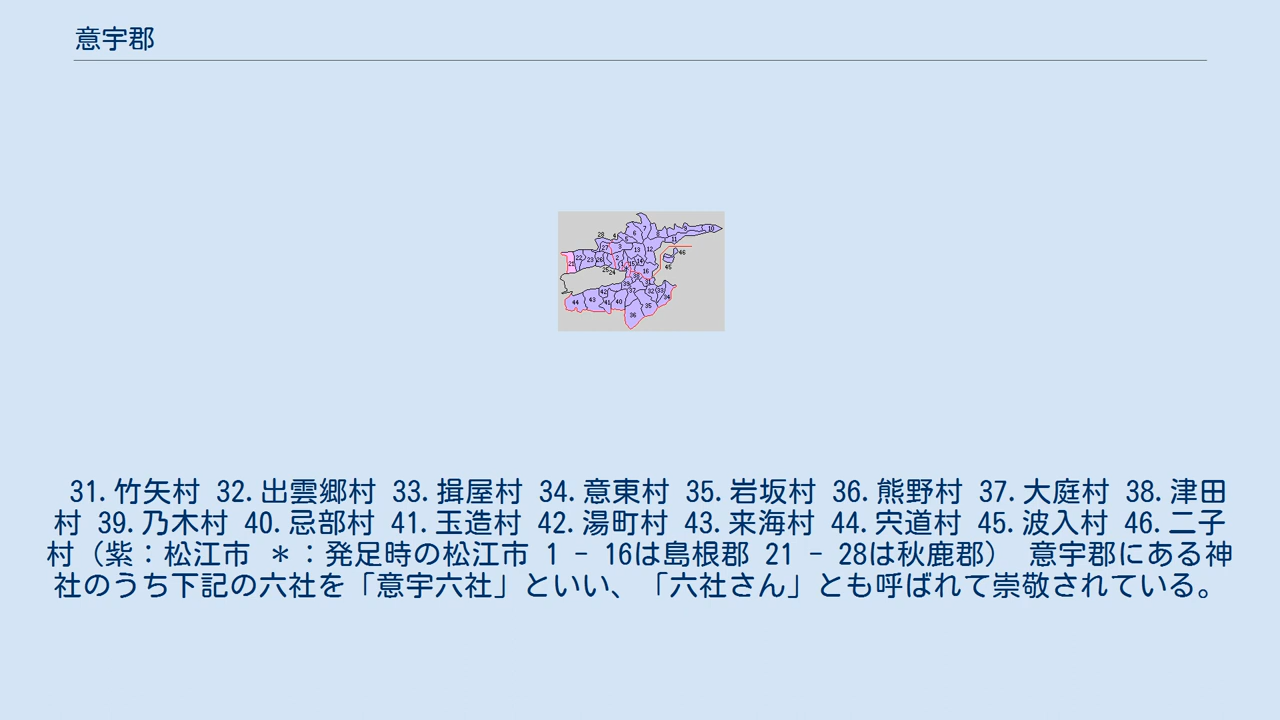 意宇郡
31.竹矢村 32.出雲郷村 33.揖屋村 34.意東村 35.岩坂村 36.熊野村 37.大庭村 38.津田
村 39.乃木村 40.忌部村 41.玉造村 42.湯町村 43.来海村 44.宍道村 45.波入村 46.二子
村（紫：松江市 ＊：発足時の松江市 1 - 16は島根郡 21 - 28は秋鹿郡） 意宇郡にある神
社のうち下記の六社を「意宇六社」といい、「六社さん」とも呼ばれて崇敬されている。